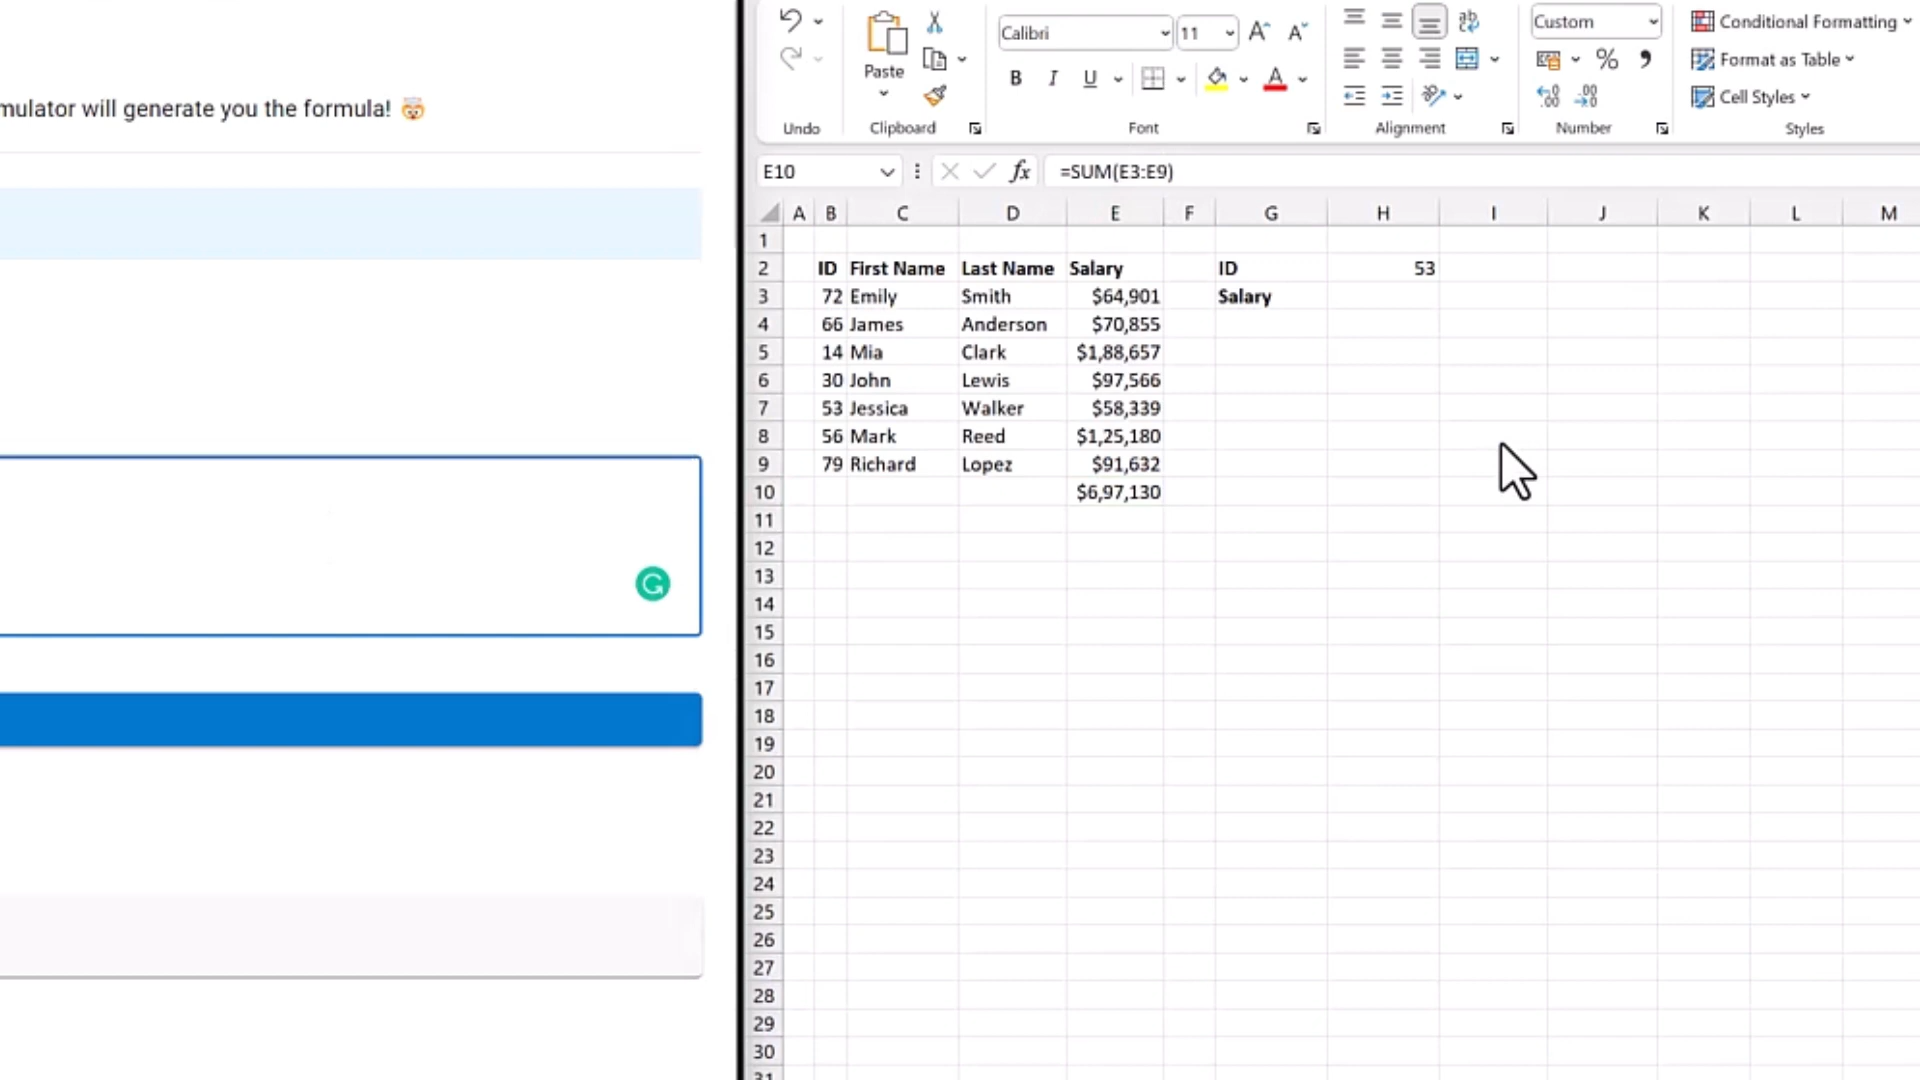 mulator will generate you the formula! 🤯
Paste
Calibri
11
B I U
A
Custom
%
Conditional Formatting
Format as Table
Cell Styles
Undo
Clipboard
Font
Alignment
Number
Styles
E10
fx
=SUM(E3:E9)
A B C D E F G H I J K L M
1
2 ID First Name Last Name Salary ID 53
3 72 Emily Smith $64,901 Salary
4 66 James Anderson $70,855
5 14 Mia Clark $1,88,657
6 30 John Lewis $97,566
7 53 Jessica Walker $58,339
8 56 Mark Reed $1,25,180
9 79 Richard Lopez $91,632
10 $6,97,130
11
12
13
14
15
16
17
18
19
20
21
22
23
24
25
26
27
28
29
30
31